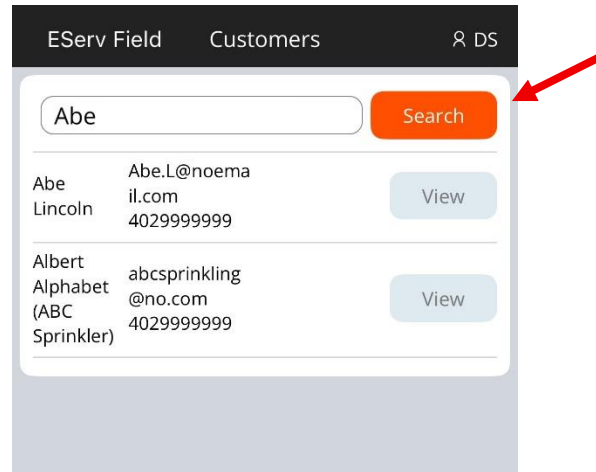 EServ Field Customers DS
Abe Search
Abe
Lincoln
Abe.L@noema
il.com
4029999999
View
Albert
Alphabet
(ABC
Sprinkler)
abcsprinkling
@no.com
4029999999
View